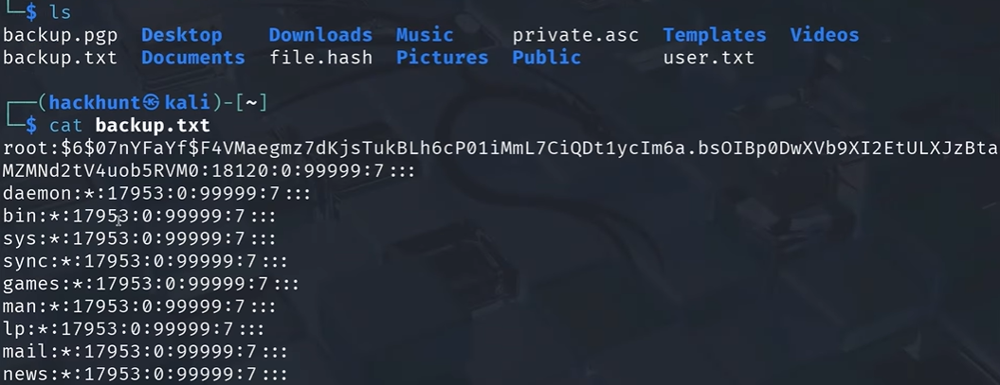 └─$ ls
backup.pgp Desktop Downloads Music private.asc Templates Videos
backup.txt Documents file.hash Pictures Public user.txt
┌──(hackhunt㉿kali)-[~]
└─$ cat backup.txt
root:$6$07nYFaYf$F4VMaegmz7dKjsTukBLh6cP01iMmL7CiQDt1ycIm6a.bsOIBp0DwXVb9XI2EtULXJzBta
MZMNd2tV4uob5RVM0:18120:0:99999:7:::
daemon:*:17953:0:99999:7:::
bin:*:17953:0:99999:7:::
sys:*:17953:0:99999:7:::
sync:*:17953:0:99999:7:::
games:*:17953:0:99999:7:::
man:*:17953:0:99999:7:::
lp:*:17953:0:99999:7:::
mail:*:17953:0:99999:7:::
news:*:17953:0:99999:7:::